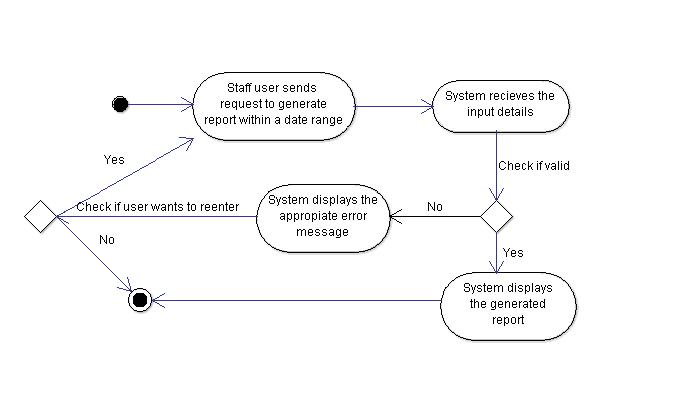 Staff user sends
request to generate
report within a date range
System recieves the
input details
Yes
Check if valid
Check if user wants to reenter
System displays the
appropiate error
message
No
No
Yes
System displays
the generated
report